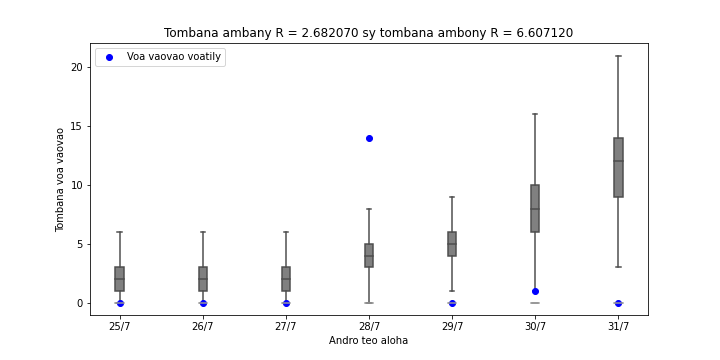 Tombana ambany R = 2.682070 sy tombana ambony R = 6.607120
Voa vaovao voatily
Tombana voa vaovao
20
15
10
5
0
25/7 26/7 27/7 28/7 29/7 30/7 31/7
Andro teo aloha